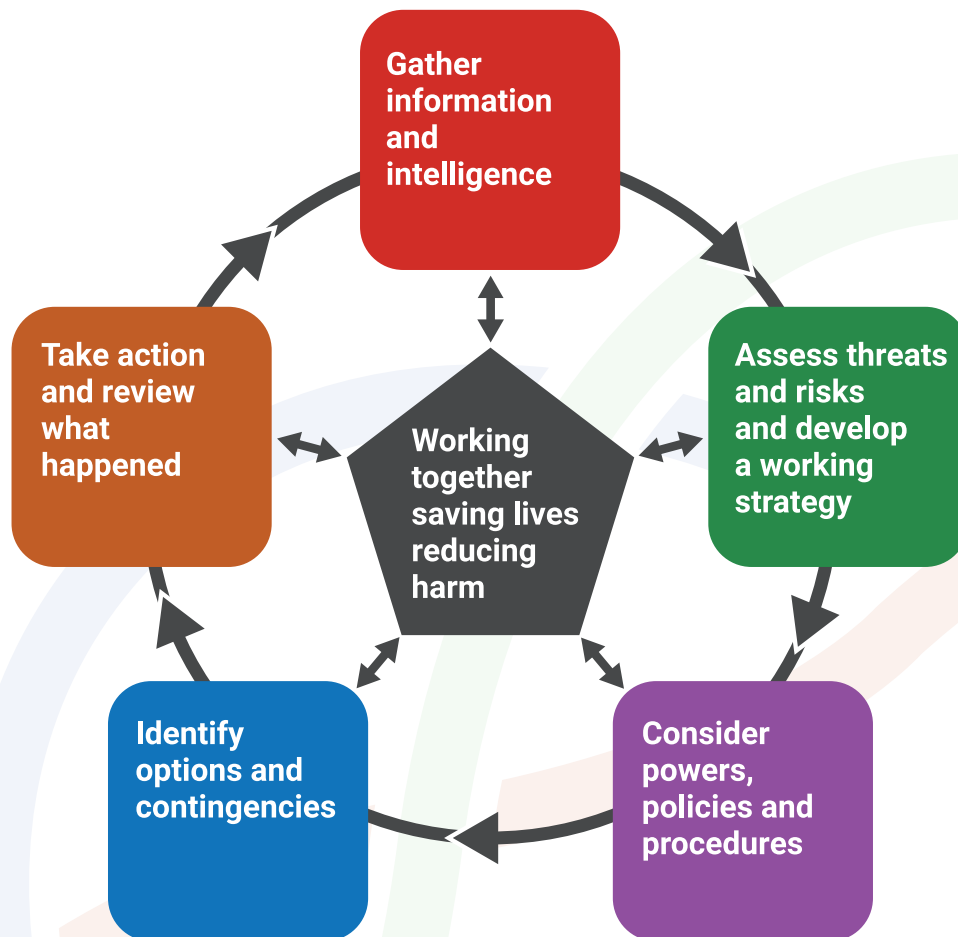 Gather
information
and
intelligence
Assess threats
and risks
and develop
a working
strategy
Consider
powers,
policies and
procedures
Identify
options and
contingencies
Take action
and review
what
happened
Working
together
saving lives
reducing
harm